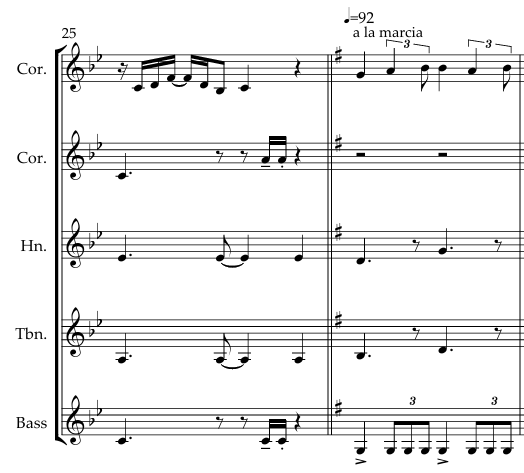 ♩=92
25
a la marcia
3 3
Cor.
Cor.
Hn.
Tbn.
3 3
Bass